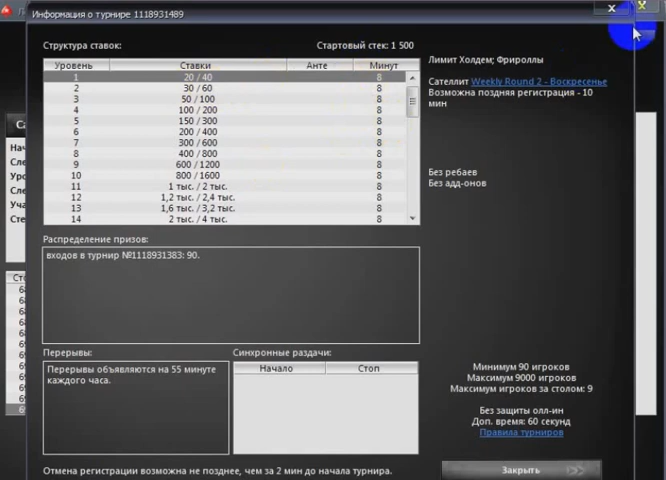 Информация о турнире 1118931489
Структура ставок: Стартовый стек: 1 500
Уровень Ставки Анте Минут
1 20 / 40 8
2 30 / 60 8
3 50 / 100 8
4 100 / 200 8
5 150 / 300 8
6 200 / 400 8
7 300 / 600 8
8 400 / 800 8
9 600 / 1200 8
10 800 / 1600 8
11 1 тыс. / 2 тыс. 8
12 1,2 тыс. / 2,4 тыс. 8
13 1,6 тыс. / 3,2 тыс. 8
14 2 тыс. / 4 тыс. 8
Лимит Холдем; Фрироллы
Сателлит Weekly Round 2 - Воскресенье
Возможна поздняя регистрация - 10
мин
Без ребаев
Без адд-онов
Распределение призов:
входов в турнир №1118931383: 90.
Перерывы:
Перерывы объявляются на 55 минуте
каждого часа.
Синхронные раздачи:
Начало Стоп
Минимум 90 игроков
Максимум 9000 игроков
Максимум игроков за столом: 9
Без защиты олл-ин
Доп. время: 60 секунд
Правила турниров
Отмена регистрации возможна не позднее, чем за 2 мин до начала турнира.
Закрыть